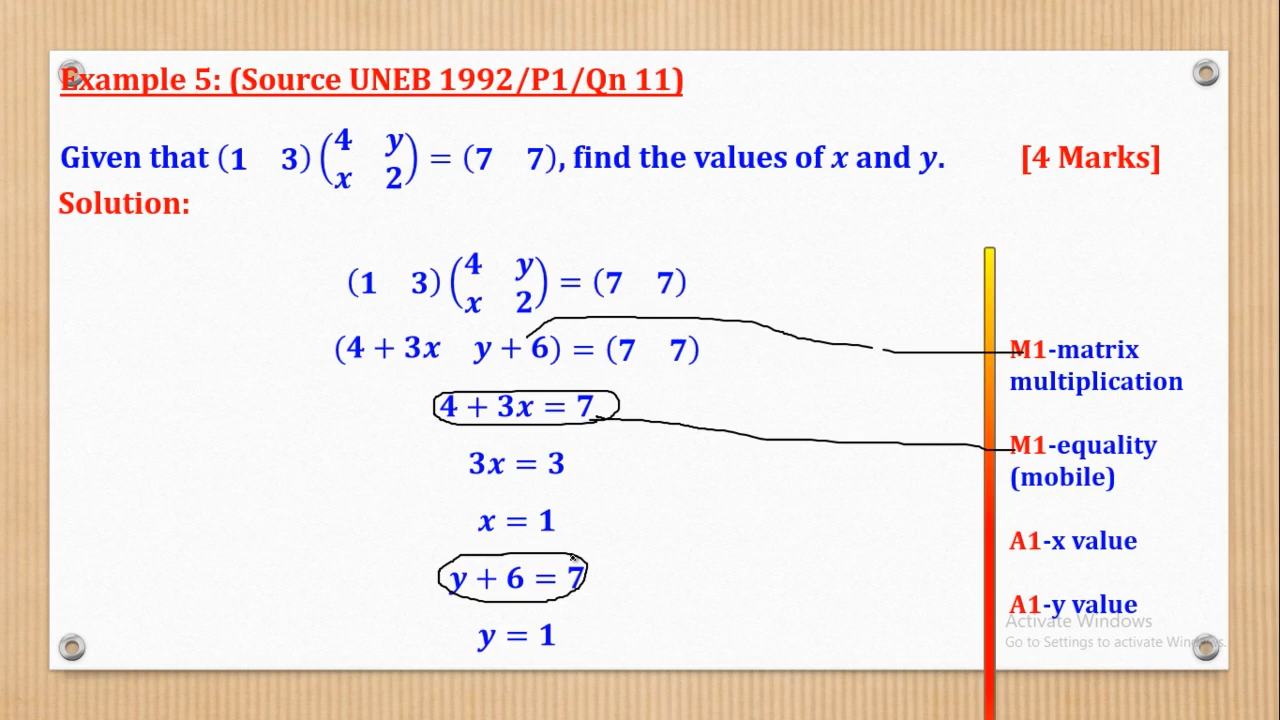 Example 5: (Source UNEB 1992/P1/Qn 11)
Given that (1 3)(4 y
x 2) = (7 7), find the values of x and y. [4 Marks]
Solution:
(1 3)(4 y
x 2) = (7 7)
(4 + 3x y + 6) = (7 7)
4 + 3x = 7
3x = 3
x = 1
y + 6 = 7
y = 1
M1-matrix
multiplication
M1-equality
(mobile)
A1-x value
A1-y value
Activate Windows
Go to Settings to activate Windows.